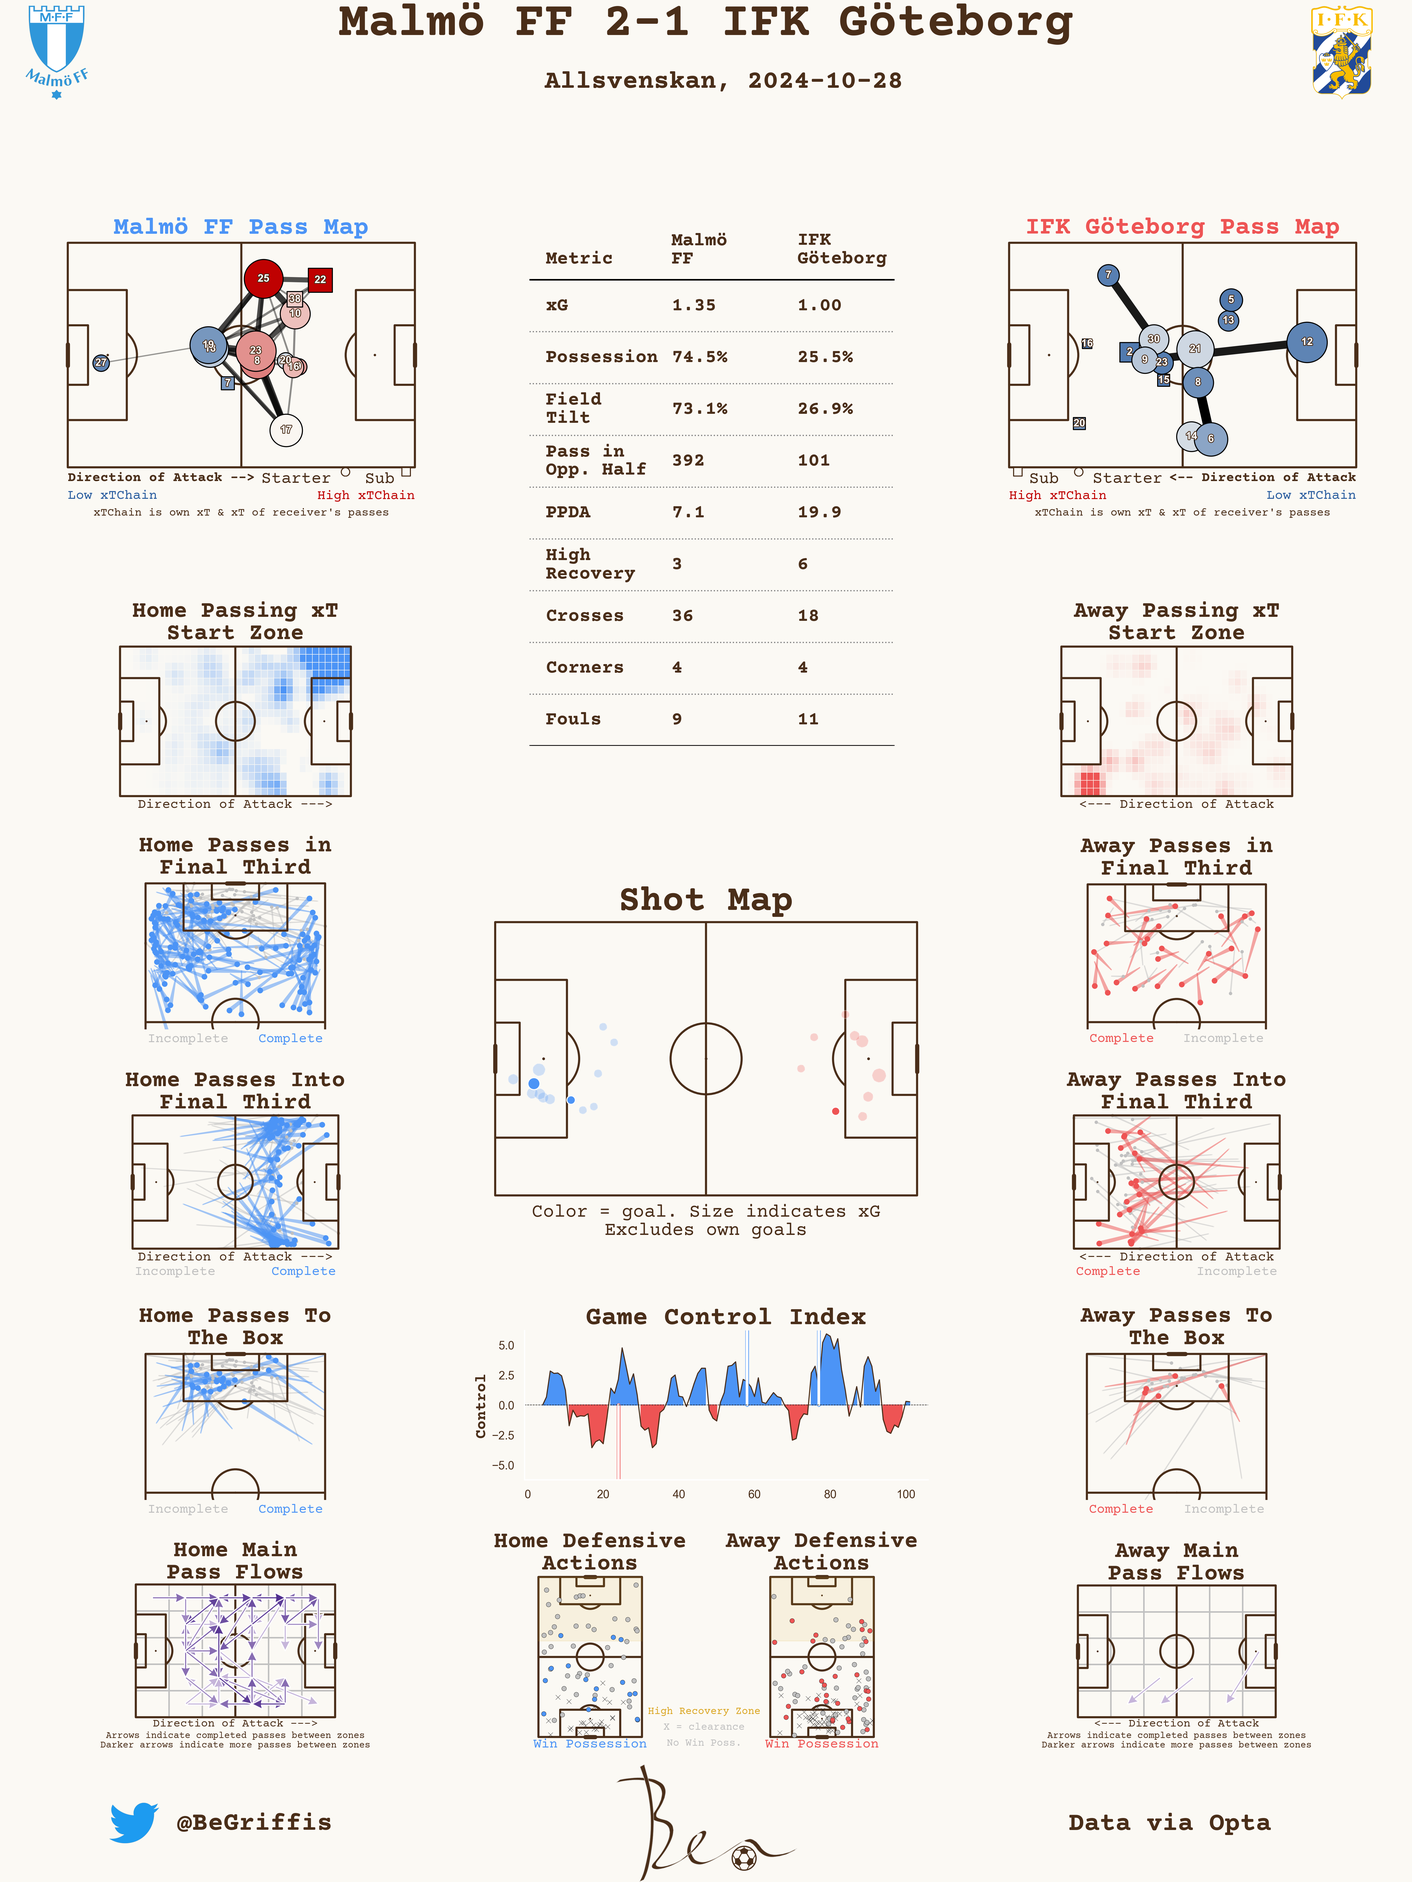 Malmö FF 2-1 IFK Göteborg
Allsvenskan, 2024-10-28
M·F·F
Malmö FF
I·F·K
Malmö FF Pass Map
25
22
38
10
19
23
8
20
16
7
27
17
Direction of Attack --> Starter Sub
Low xTChain High xTChain
xTChain is own xT & xT of receiver's passes
Metric Malmö FF IFK Göteborg
xG 1.35 1.00
Possession 74.5% 25.5%
Field Tilt 73.1% 26.9%
Pass in Opp. Half 392 101
PPDA 7.1 19.9
High Recovery 3 6
Crosses 36 18
Corners 4 4
Fouls 9 11
IFK Göteborg Pass Map
7
5
13
16
30
2
9
23
21
12
15
8
20
14
6
Sub Starter <-- Direction of Attack
High xTChain Low xTChain
xTChain is own xT & xT of receiver's passes
Home Passing xT
Start Zone
Direction of Attack --->
Away Passing xT
Start Zone
<--- Direction of Attack
Home Passes in
Final Third
Incomplete Complete
Shot Map
Color = goal. Size indicates xG
Excludes own goals
Away Passes in
Final Third
Complete Incomplete
Home Passes Into
Final Third
Direction of Attack --->
Incomplete Complete
Away Passes Into
Final Third
<--- Direction of Attack
Complete Incomplete
Home Passes To
The Box
Incomplete Complete
Game Control Index
Control
5.0
2.5
0.0
−2.5
−5.0
0 20 40 60 80 100
Away Passes To
The Box
Complete Incomplete
Home Main
Pass Flows
Direction of Attack --->
Arrows indicate completed passes between zones
Darker arrows indicate more passes between zones
Home Defensive
Actions
Win Possession
High Recovery Zone
X = clearance
No Win Poss.
Away Defensive
Actions
Win Possession
Away Main
Pass Flows
<--- Direction of Attack
Arrows indicate completed passes between zones
Darker arrows indicate more passes between zones
@BeGriffis
Ben
Data via Opta